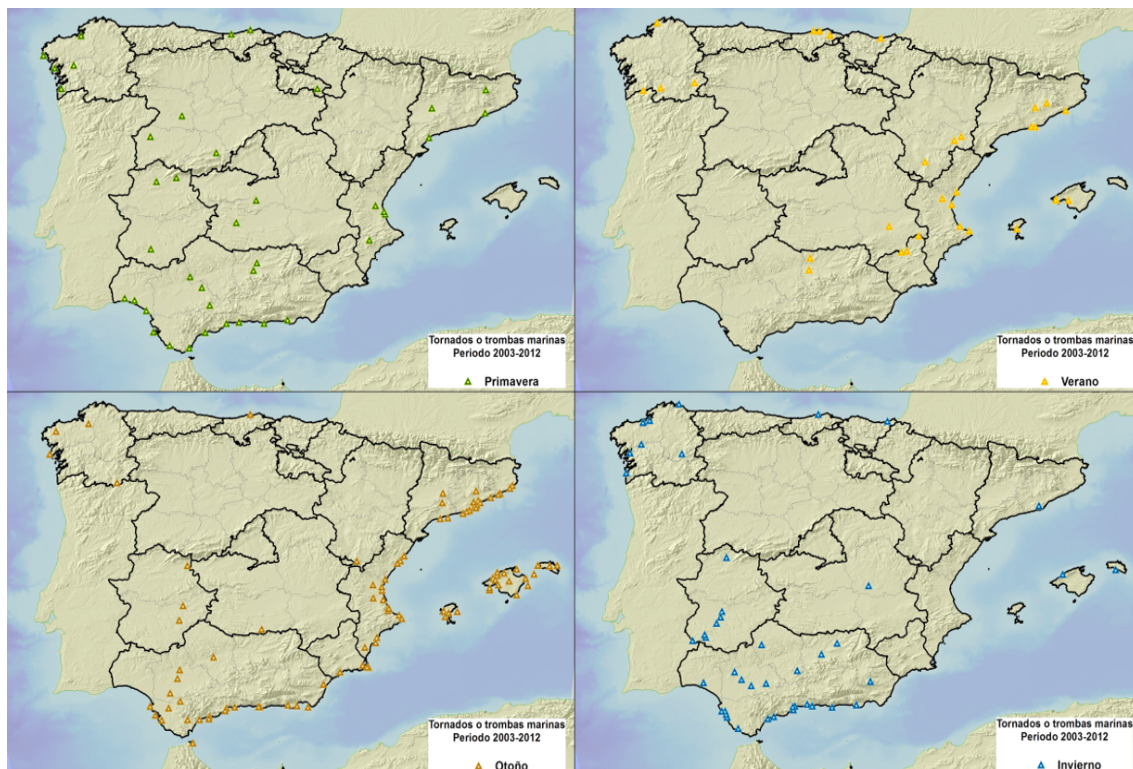 Tornados o trombas marinas
Periodo 2003-2012
Primavera
Tornados o trombas marinas
Periodo 2003-2012
Verano
Tornados o trombas marinas
Periodo 2003-2012
Otoño
Tornados o trombas marinas
Periodo 2003-2012
Invierno